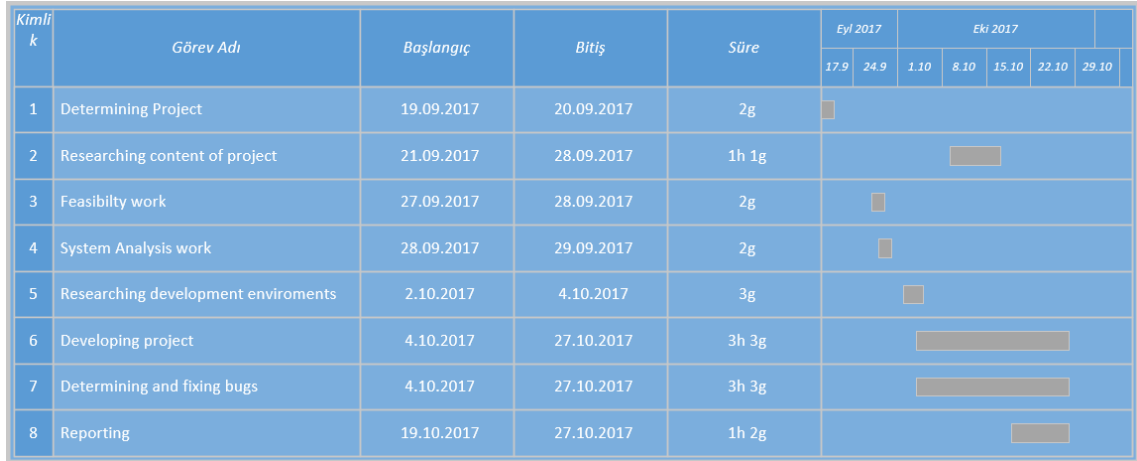 Kimli
k
Görev Adı Başlangıç Bitiş Süre Eyl 2017 Eki 2017
17.9 24.9 1.10 8.10 15.10 22.10 29.10
1 Determining Project 19.09.2017 20.09.2017 2g
2 Researching content of project 21.09.2017 28.09.2017 1h 1g
3 Feasibilty work 27.09.2017 28.09.2017 2g
4 System Analysis work 28.09.2017 29.09.2017 2g
5 Researching development enviroments 2.10.2017 4.10.2017 3g
6 Developing project 4.10.2017 27.10.2017 3h 3g
7 Determining and fixing bugs 4.10.2017 27.10.2017 3h 3g
8 Reporting 19.10.2017 27.10.2017 1h 2g